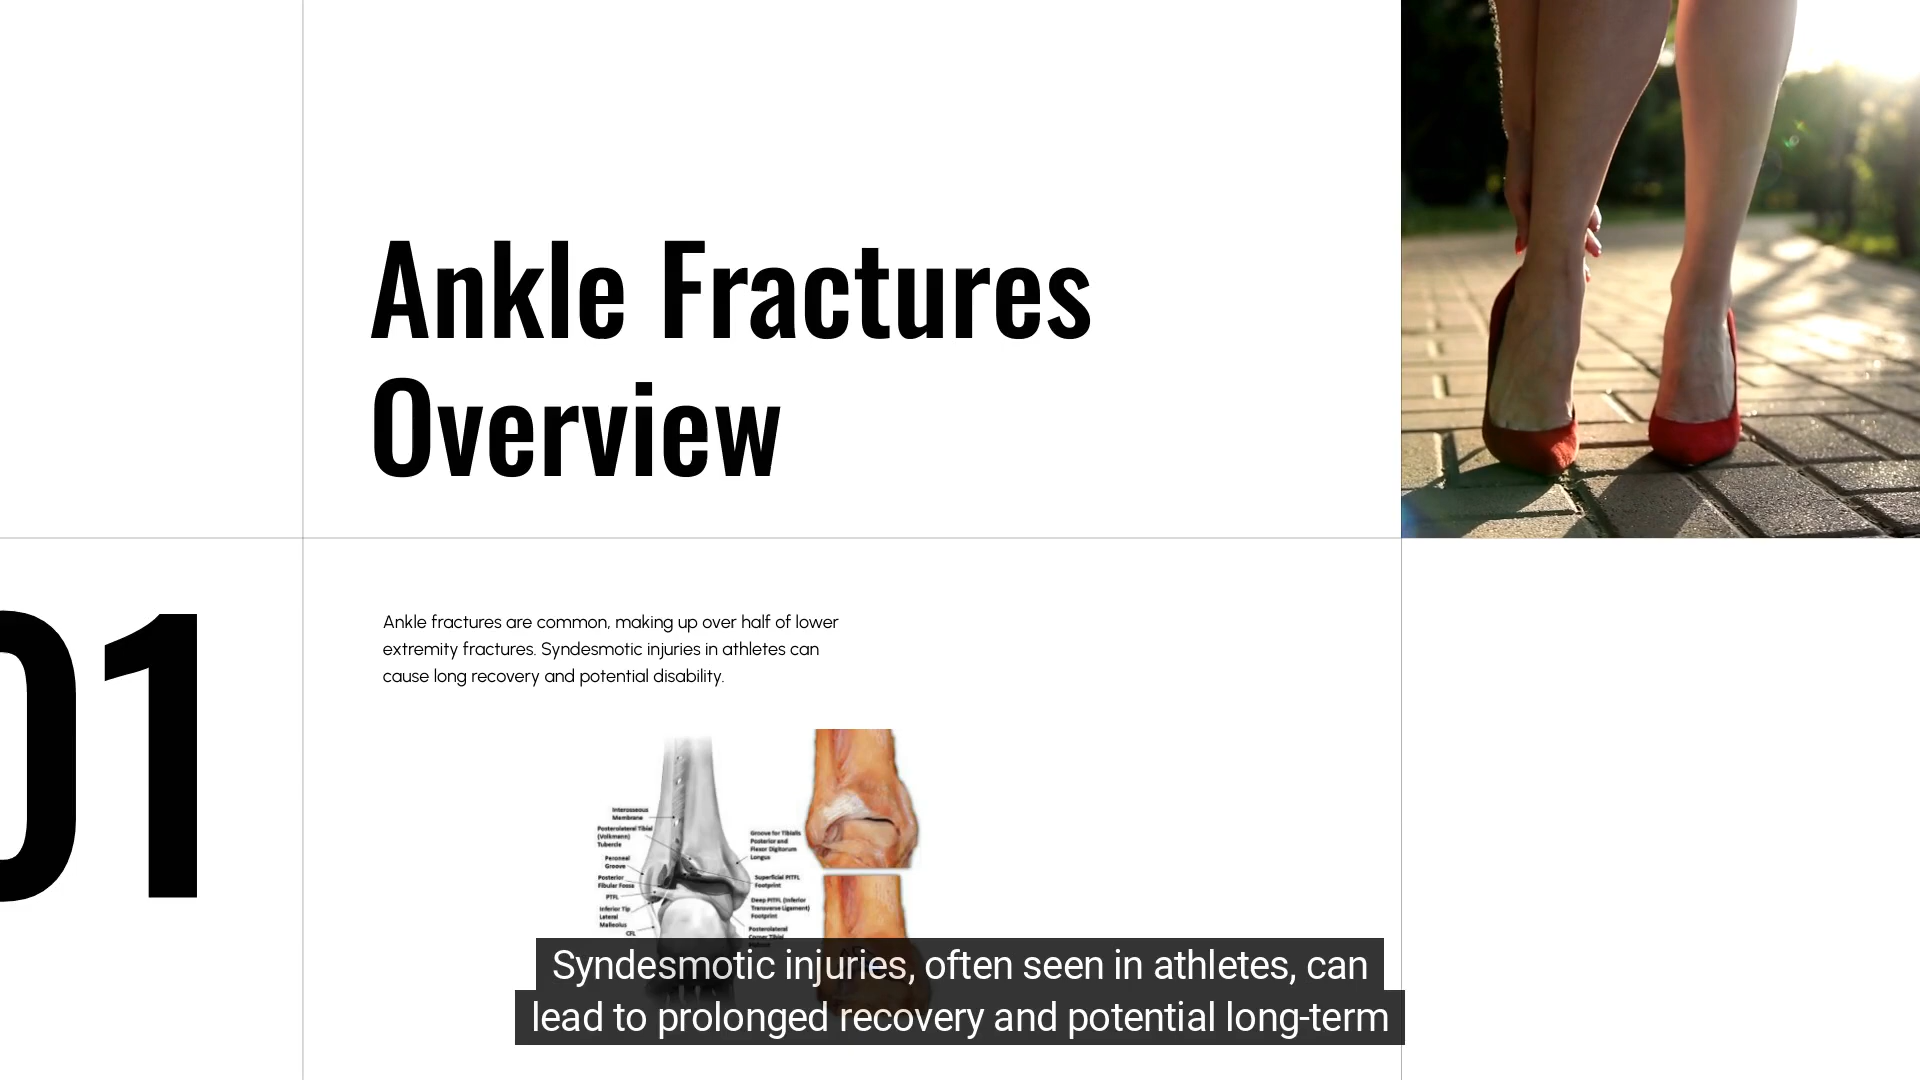 Ankle Fractures
Overview
01
Ankle fractures are common, making up over half of lower
extremity fractures. Syndesmotic injuries in athletes can
cause long recovery and potential disability.
Interosseous
Membrane
Posterolateral Tibial
(Volkmann)
Tubercle
Peroneal
Groove
Posterior
Fibular Fossa
PTFL
Inferior Tip
Lateral
Malleolus
CFL
Groove for Tibialis
Posterior and
Flexor Digitorum
Longus
Superficial PITFL
Footprint
Deep PITFL (Inferior
Transverse Ligament)
Footprint
Posterolateral
Corner Tibial
Syndesmotic injuries, often seen in athletes, can
lead to prolonged recovery and potential long-term